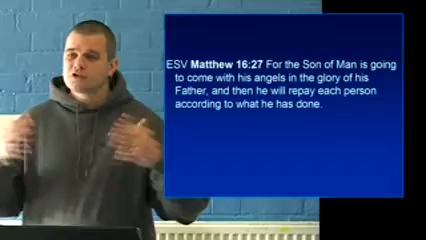 ESV Matthew 16:27 For the Son of Man is going
to come with his angels in the glory of his
Father, and then he will repay each person
according to what he has done.